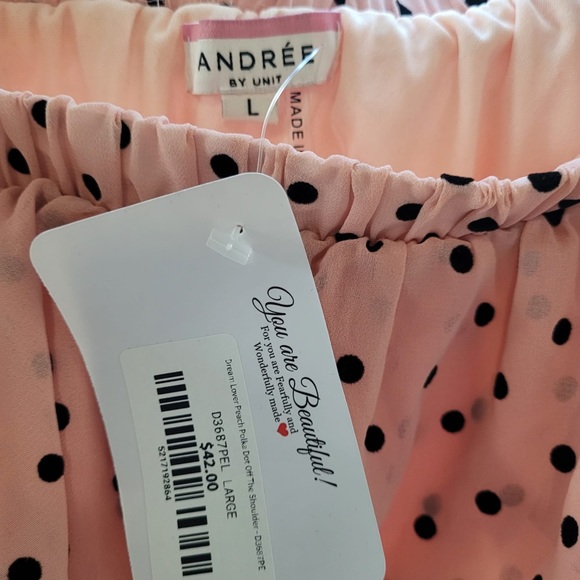 ANDRÉE
BY UNIT
L
MADE
You are Beautiful!
For you are Fearfully and
Wonderfully made
Dream Lover Peach Polka Dot Off The Shoulder - D3687PE
D3687PEL LARGE
$42.00
5217192864